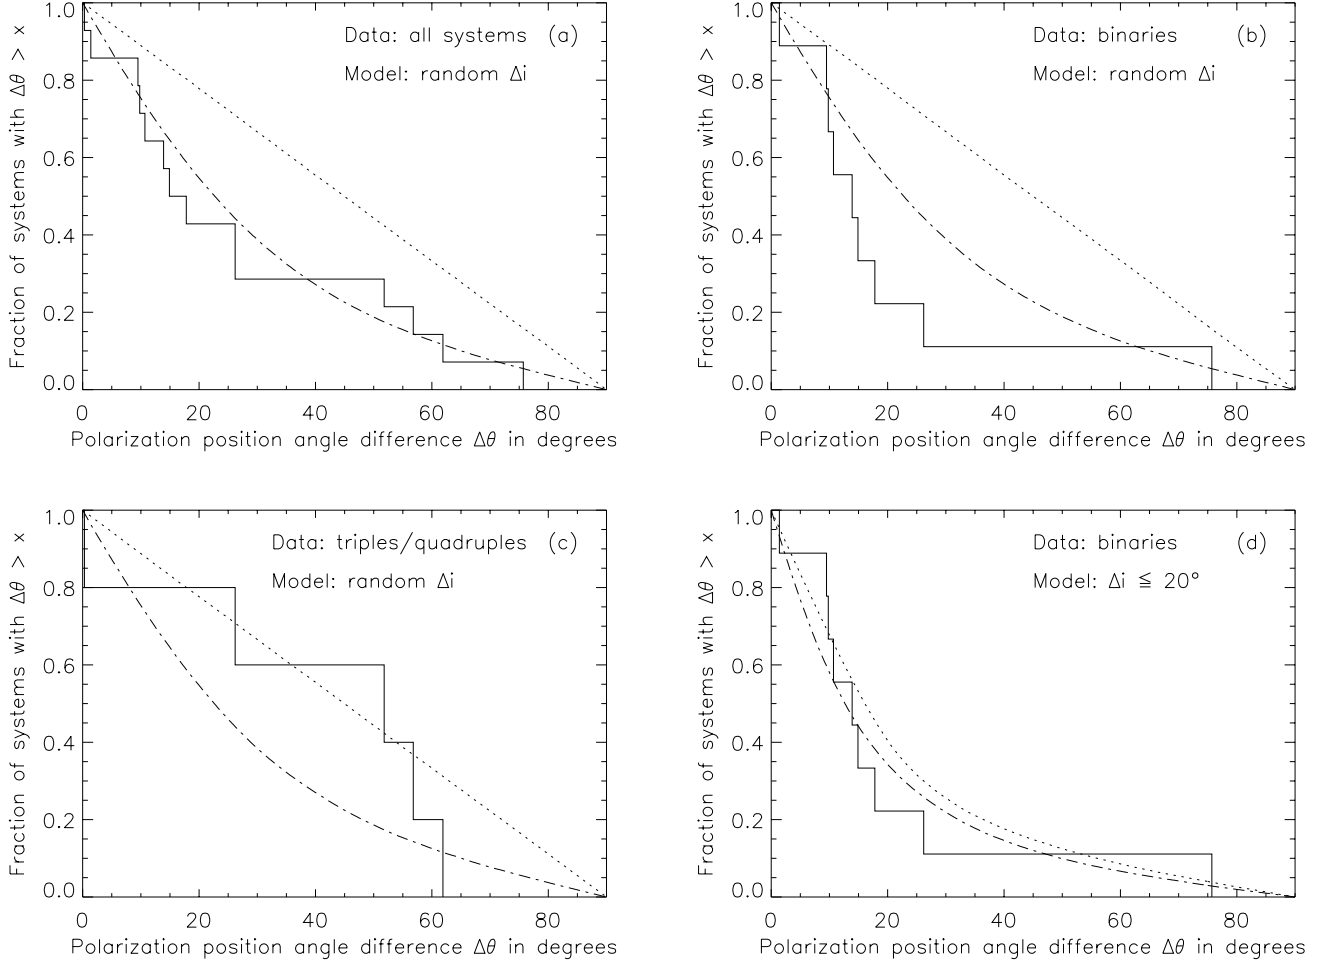 Data: all systems (a)
Model: random Δi
Fraction of systems with Δθ > x
1.0
0.8
0.6
0.4
0.2
0.0
0 20 40 60 80
Polarization position angle difference Δθ in degrees
Data: binaries (b)
Model: random Δi
Fraction of systems with Δθ > x
1.0
0.8
0.6
0.4
0.2
0.0
0 20 40 60 80
Polarization position angle difference Δθ in degrees
Data: triples/quadruples (c)
Model: random Δi
Fraction of systems with Δθ > x
1.0
0.8
0.6
0.4
0.2
0.0
0 20 40 60 80
Polarization position angle difference Δθ in degrees
Data: binaries (d)
Model: Δi ≦ 20°
Fraction of systems with Δθ > x
1.0
0.8
0.6
0.4
0.2
0.0
0 20 40 60 80
Polarization position angle difference Δθ in degrees